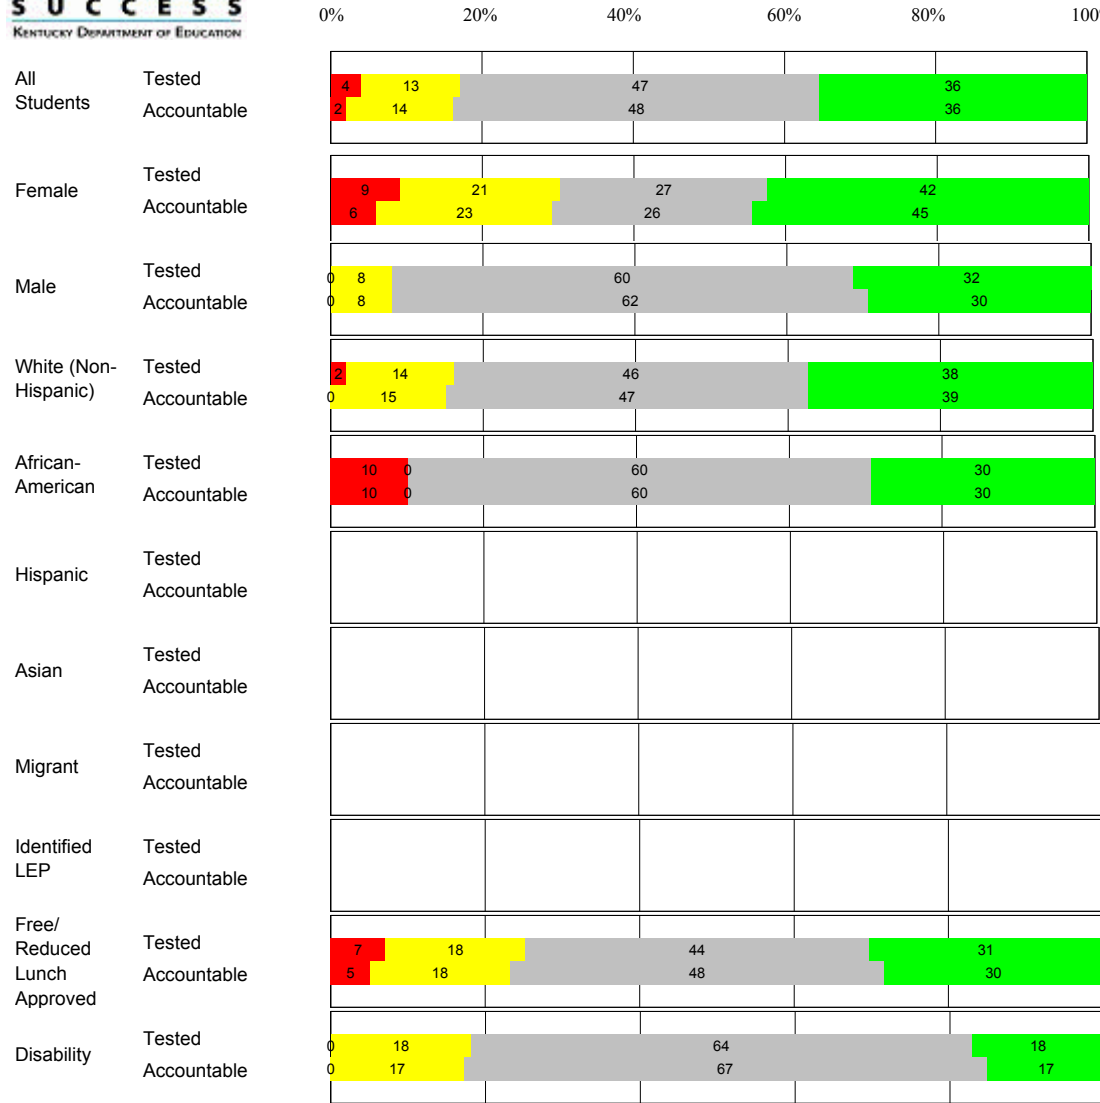 SUCCESS
KENTUCKY DEPARTMENT OF EDUCATION
0% 20% 40% 60% 80% 100%
All Students Tested 4 13 47 36
Accountable 2 14 48 36
Female Tested 9 21 27 42
Accountable 6 23 26 45
Male Tested 0 8 60 32
Accountable 0 8 62 30
White (Non-Hispanic) Tested 2 14 46 38
Accountable 0 15 47 39
African-American Tested 10 0 60 30
Accountable 10 0 60 30
Hispanic Tested
Accountable
Asian Tested
Accountable
Migrant Tested
Accountable
Identified LEP Tested
Accountable
Free/ Reduced Lunch Approved Tested 7 18 44 31
Accountable 5 18 48 30
Disability Tested 0 18 64 18
Accountable 0 17 67 17